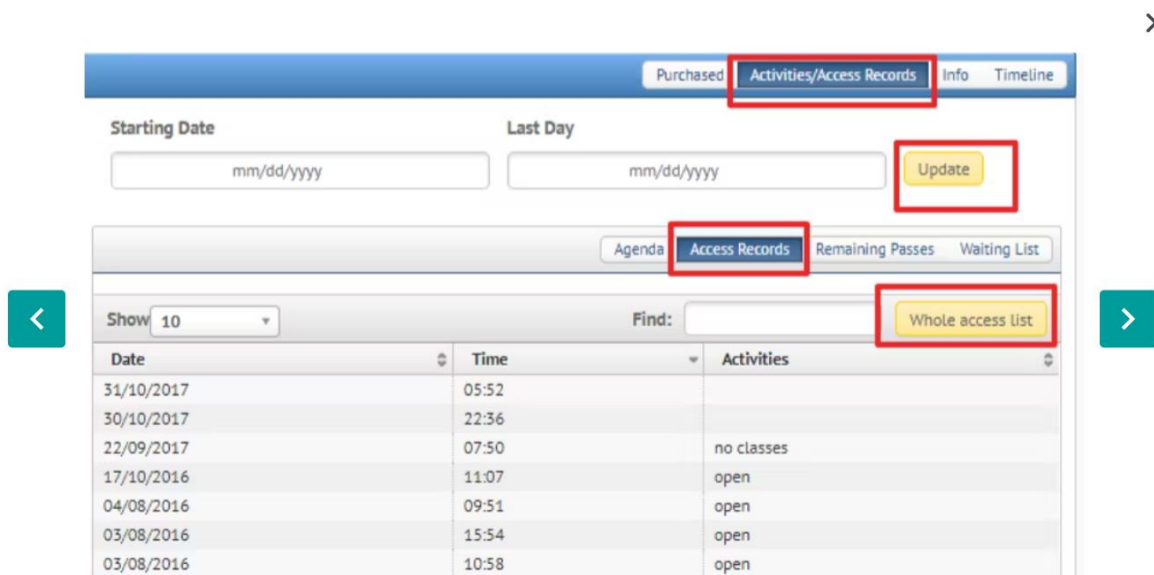 Purchased Activities/Access Records Info Timeline
Starting Date Last Day
mm/dd/yyyy mm/dd/yyyy Update
Agenda Access Records Remaining Passes Waiting List
Show 10 Find: Whole access list
Date Time Activities
31/10/2017 05:52
30/10/2017 22:36
22/09/2017 07:50 no classes
17/10/2016 11:07 open
04/08/2016 09:51 open
03/08/2016 15:54 open
03/08/2016 10:58 open